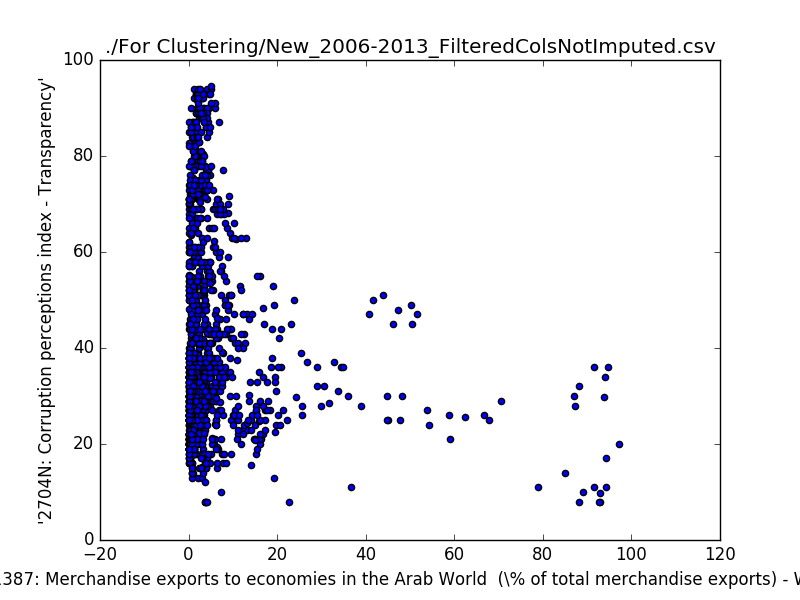 ./For Clustering/New_2006-2013_FilteredColsNotImputed.csv
'2704N: Corruption perceptions index - Transparency'
100
80
60
40
20
0
−20 0 20 40 60 80 100 120
1387: Merchandise exports to economies in the Arab World (\% of total merchandise exports) -